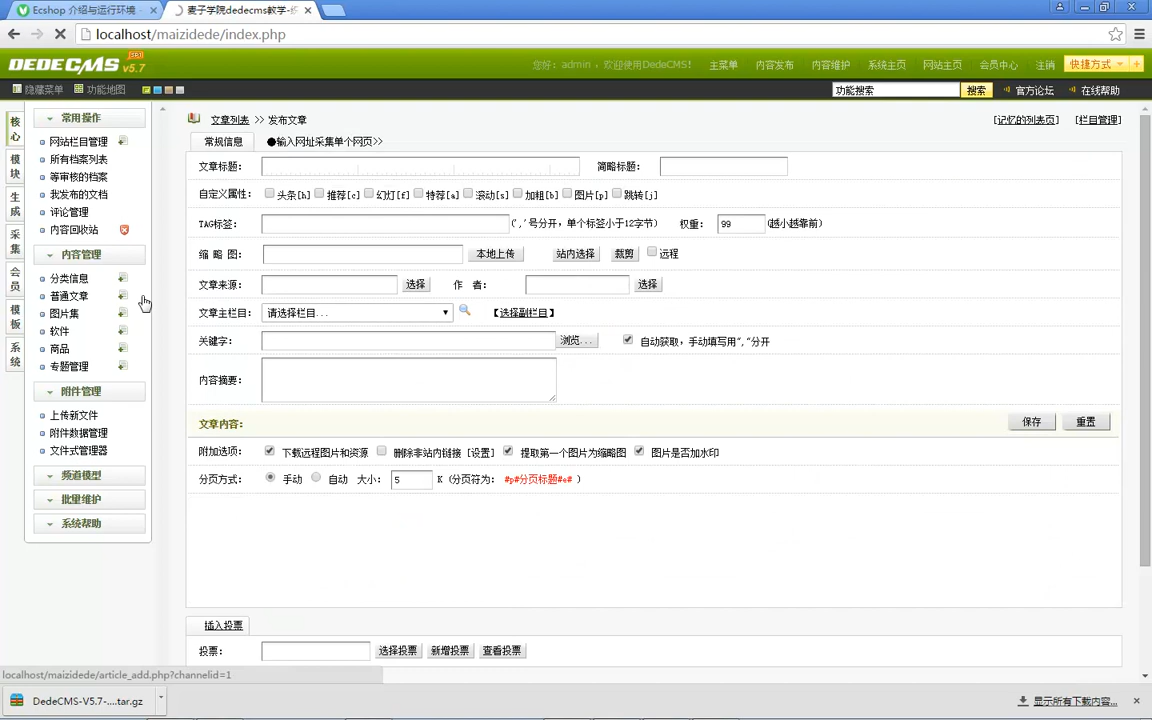 Ecshop 介绍与运行环境
麦子学院dedecms教学-织
localhost/maizidede/index.php
DEDECMS v5.7
您好: admin , 欢迎使用DedeCMS! 主菜单 内容发布 内容维护 系统主页 网站主页 会员中心 注销 快捷方式
隐藏菜单 功能地图 功能搜索 搜索 官方论坛 在线帮助
核心
模块
生成
采集
会员
模板
系统
常用操作
网站栏目管理
所有档案列表
等审核的档案
我发布的文档
评论管理
内容回收站
内容管理
分类信息
普通文章
图片集
软件
商品
专题管理
附件管理
上传新文件
附件数据管理
文件式管理器
频道模型
批量维护
系统帮助
文章列表 >> 发布文章 [记忆的列表页] [栏目管理]
常规信息 ●输入网址采集单个网页>>
文章标题: 简略标题:
自定义属性: 头条[h] 推荐[c] 幻灯[f] 特荐[a] 滚动[s] 加粗[b] 图片[p] 跳转[j]
TAG标签: (','号分开，单个标签小于12字节) 权重: 99 (越小越靠前)
缩 略 图: 本地上传 站内选择 裁剪 远程
文章来源: 选择 作 者: 选择
文章主栏目: 请选择栏目... 【选择副栏目】
关键字: 浏览... 自动获取，手动填写用","分开
内容摘要:
文章内容: 保存 重置
附加选项: 下载远程图片和资源 删除非站内链接 [设置] 提取第一个图片为缩略图 图片是否加水印
分页方式: 手动 自动 大小: 5 K (分页符为: #p#分页标题#e# )
插入投票
投票: 选择投票 新增投票 查看投票
localhost/maizidede/article_add.php?channelid=1
DedeCMS-V5.7-....tar.gz 显示所有下载内容...